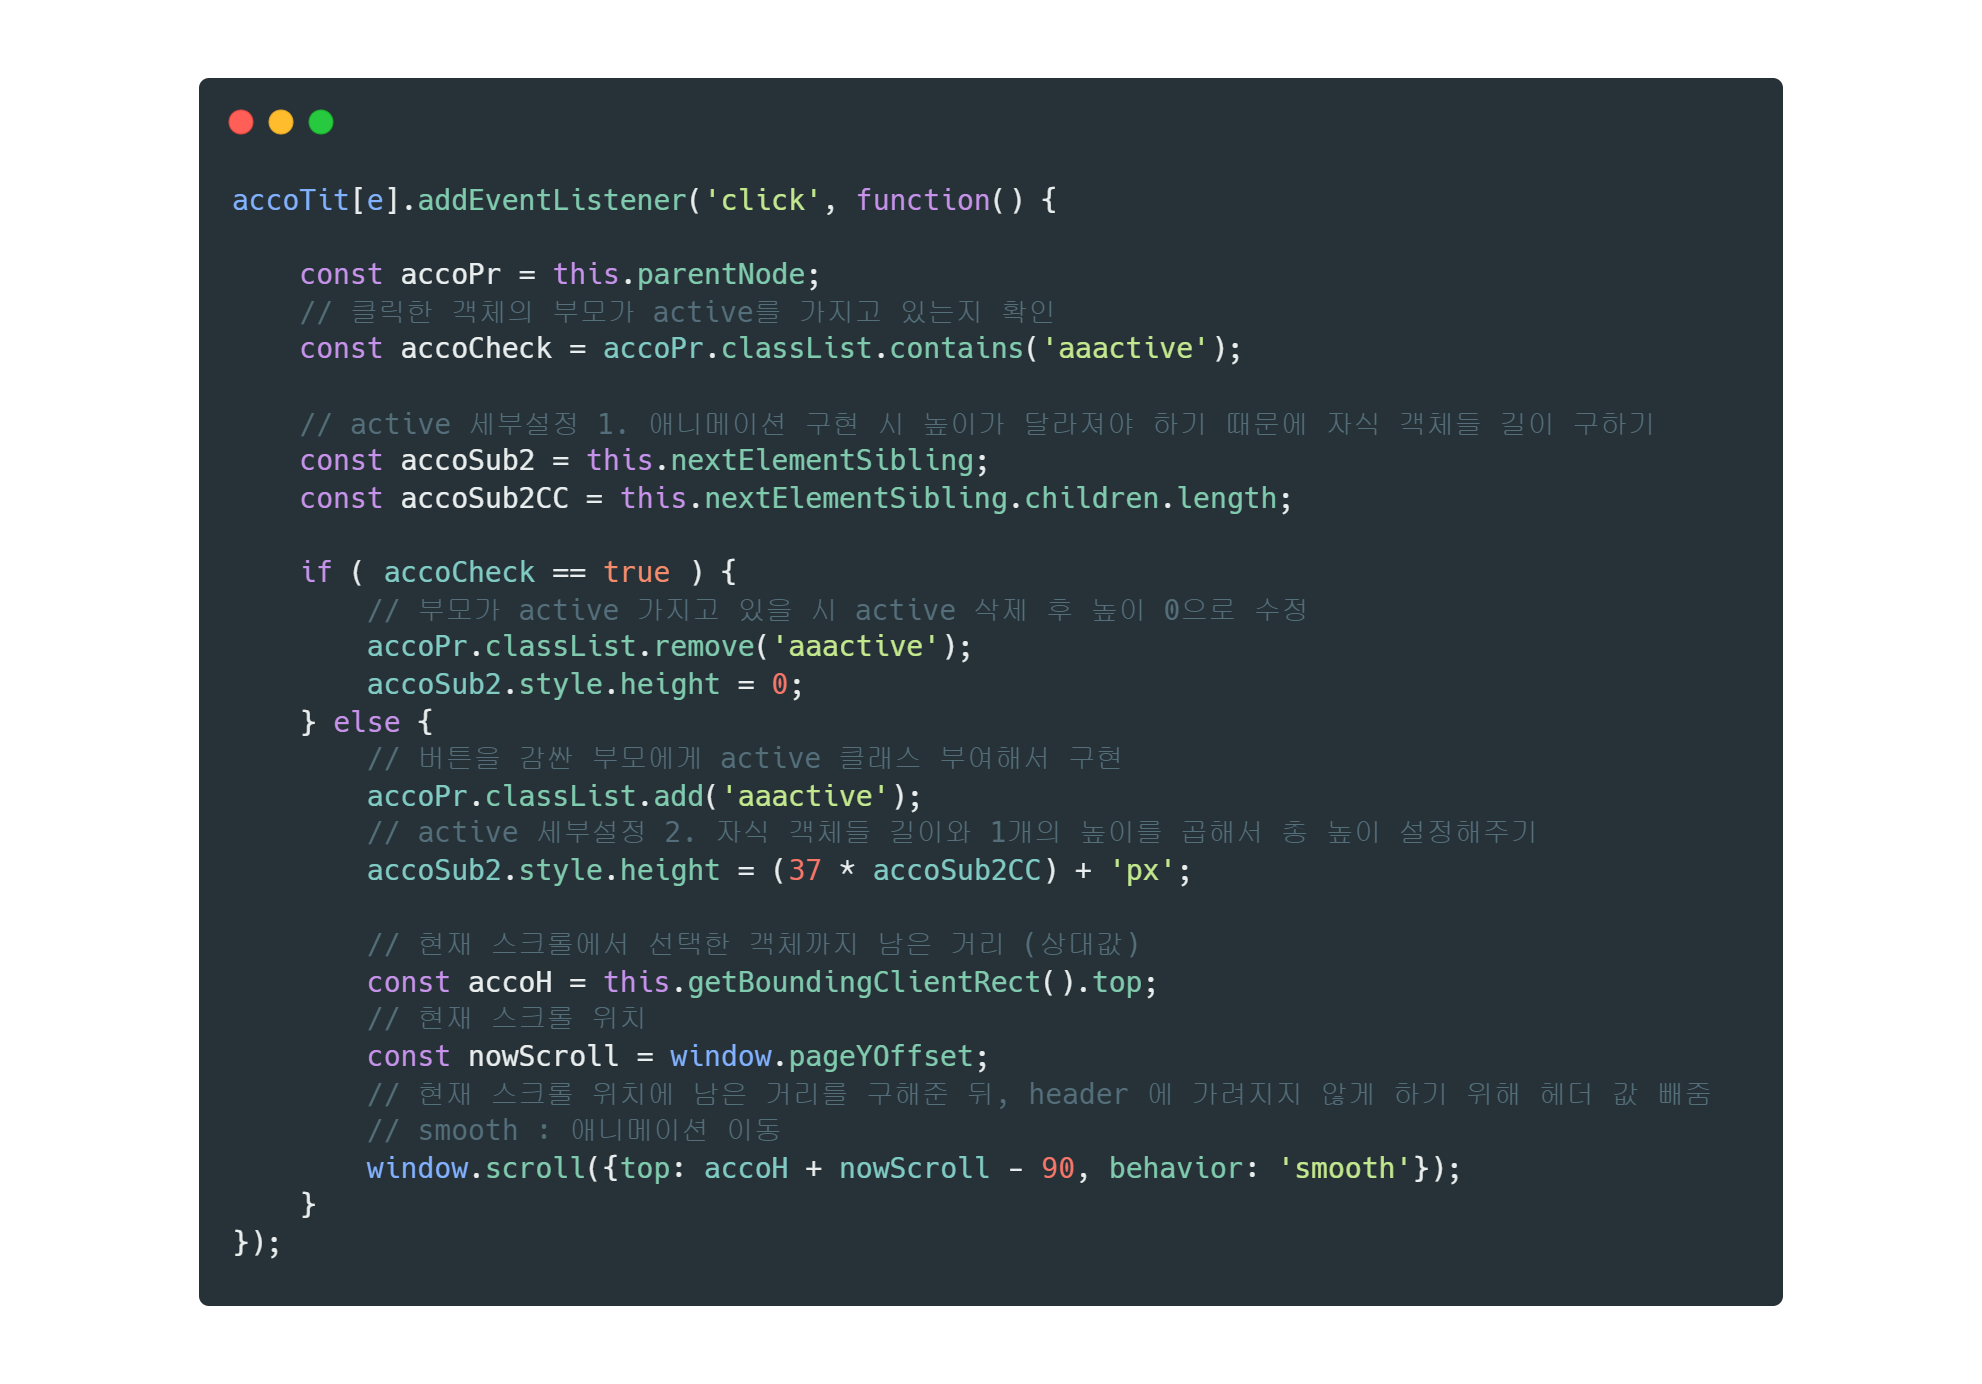 accoTit[e].addEventListener('click', function() {
const accoPr = this.parentNode;
// 클릭한 객체의 부모가 active를 가지고 있는지 확인
const accoCheck = accoPr.classList.contains('aaactive');
// active 세부설정 1. 애니메이션 구현 시 높이가 달라져야 하기 때문에 자식 객체들 길이 구하기
const accoSub2 = this.nextElementSibling;
const accoSub2CC = this.nextElementSibling.children.length;
if ( accoCheck == true ) {
// 부모가 active 가지고 있을 시 active 삭제 후 높이 0으로 수정
accoPr.classList.remove('aaactive');
accoSub2.style.height = 0;
} else {
// 버튼을 감싼 부모에게 active 클래스 부여해서 구현
accoPr.classList.add('aaactive');
// active 세부설정 2. 자식 객체들 길이와 1개의 높이를 곱해서 총 높이 설정해주기
accoSub2.style.height = (37 * accoSub2CC) + 'px';
// 현재 스크롤에서 선택한 객체까지 남은 거리 (상대값)
const accoH = this.getBoundingClientRect().top;
// 현재 스크롤 위치
const nowScroll = window.pageYOffset;
// 현재 스크롤 위치에 남은 거리를 구해준 뒤, header 에 가려지지 않게 하기 위해 헤더 값 빼줌
// smooth : 애니메이션 이동
window.scroll({top: accoH + nowScroll - 90, behavior: 'smooth'});
}
});